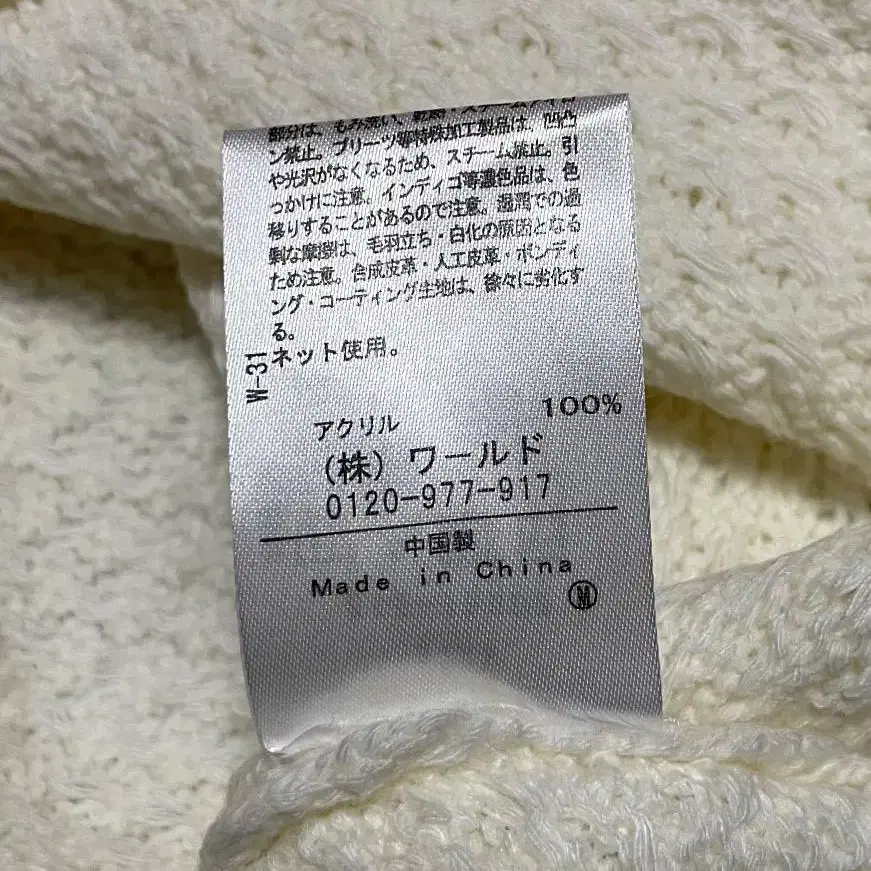 部分は、もみ洗い、乾燥・スチームアイロ
ン禁止。プリーツ等特殊加工製品は、凹凸
や光沢がなくなるため、スチーム禁止。引
っかけに注意。インディゴ等濃色品は、色
移りすることがあるので注意。湿潤での過
剰な摩擦は、毛羽立ち・白化の原因となる
ため注意。合成皮革・人工皮革・ボンディ
ング・コーティング生地は、徐々に劣化す
る。
ネット使用。
W-31
アクリル 100%
(株) ワールド
0120-977-917
中国製
Made in China
M